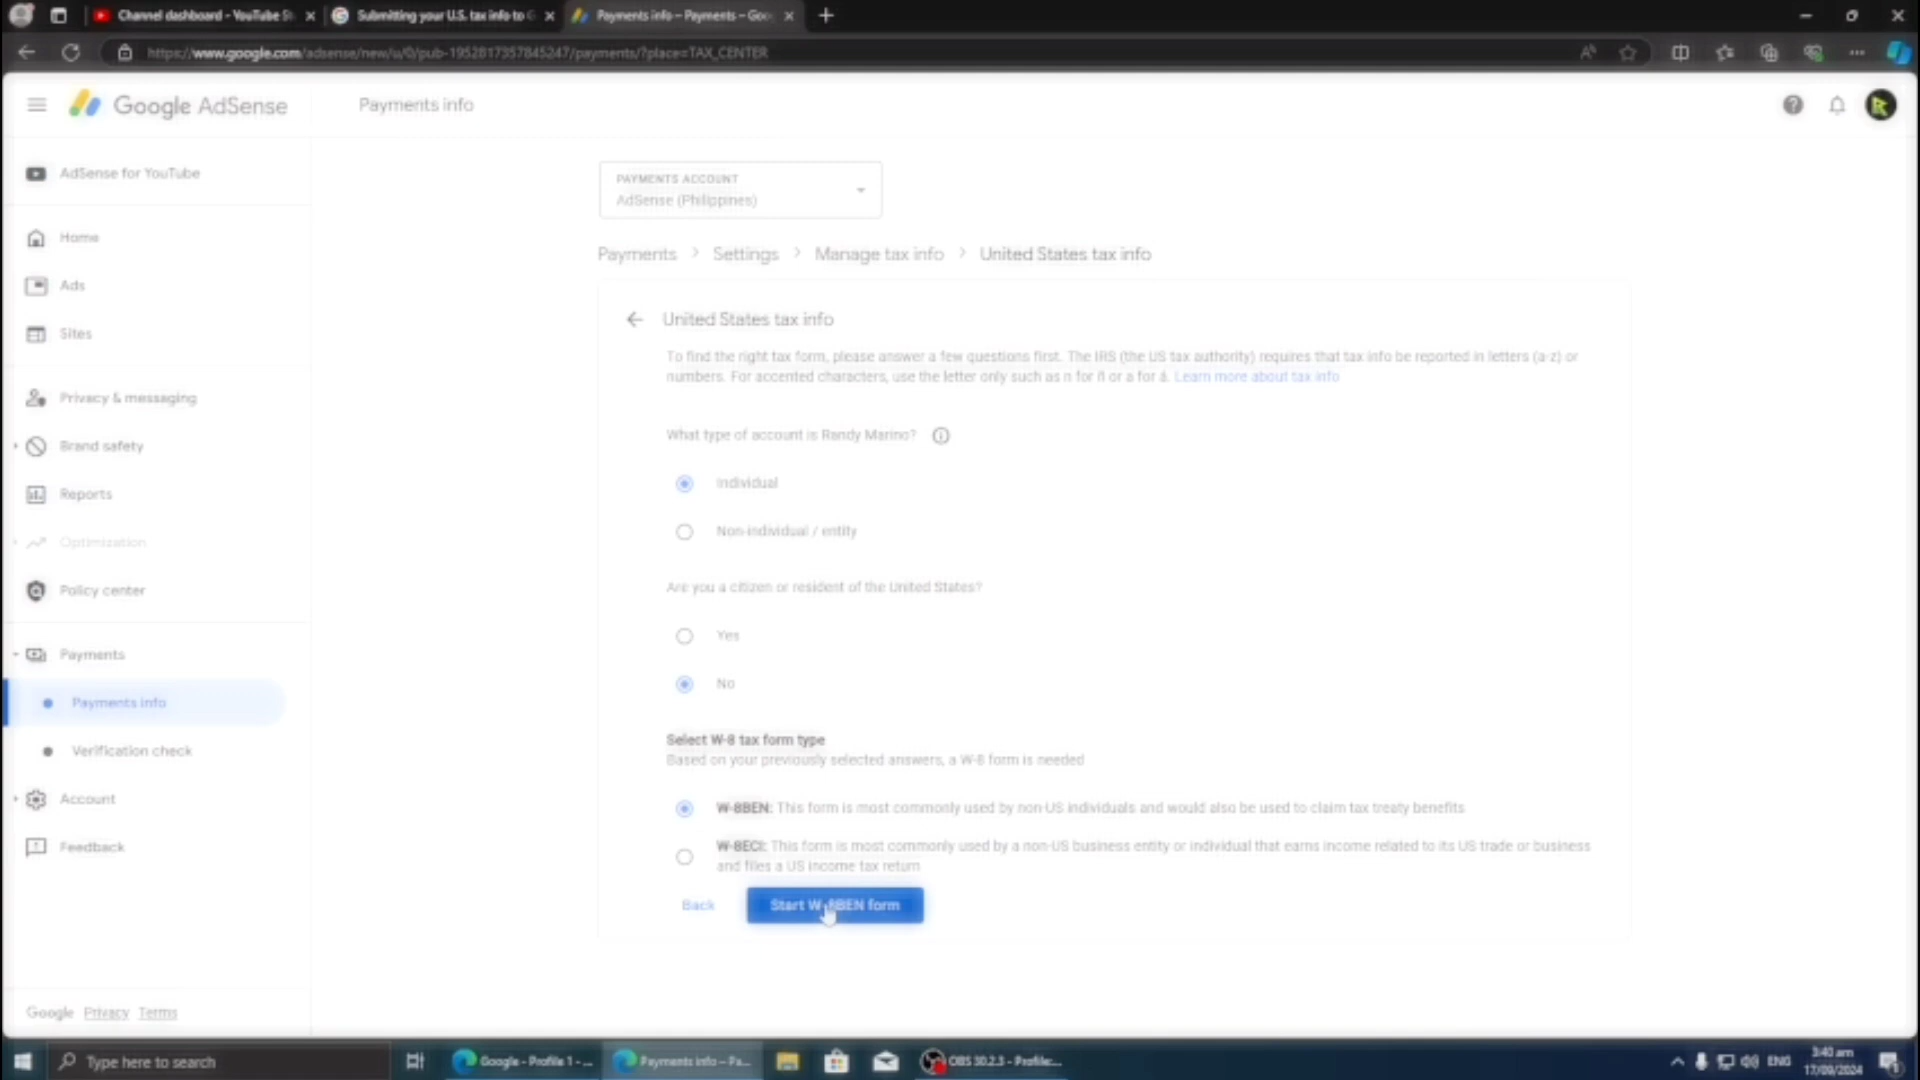 Channel dashboard - YouTube St
Submitting your U.S. tax info to G
Payments info – Payments – Goo
https://www.google.com/adsense/new/u/0/pub-1952817357845247/payments/?place=TAX_CENTER
Google AdSense
Payments info
AdSense for YouTube
Home
Ads
Sites
Privacy & messaging
Brand safety
Reports
Optimization
Policy center
Payments
Payments info
Verification check
Account
Feedback
Google Privacy Terms
PAYMENTS ACCOUNT
AdSense (Philippines)
Payments > Settings > Manage tax info > United States tax info
United States tax info
To find the right tax form, please answer a few questions first. The IRS (the US tax authority) requires that tax info be reported in letters (a-z) or
numbers. For accented characters, use the letter only such as n for ñ or a for á. Learn more about tax info
What type of account is Randy Marino?
Individual
Non-individual / entity
Are you a citizen or resident of the United States?
Yes
No
Select W-8 tax form type
Based on your previously selected answers, a W-8 form is needed
W-8BEN: This form is most commonly used by non-US individuals and would also be used to claim tax treaty benefits
W-8ECI: This form is most commonly used by a non-US business entity or individual that earns income related to its US trade or business
and files a US income tax return
Back
Start W-8BEN form
Type here to search
Google - Profile 1 - ...
Payments info – Pa...
OBS 30.2.3 - Profile:...
ENG
3:40 am
17/09/2024